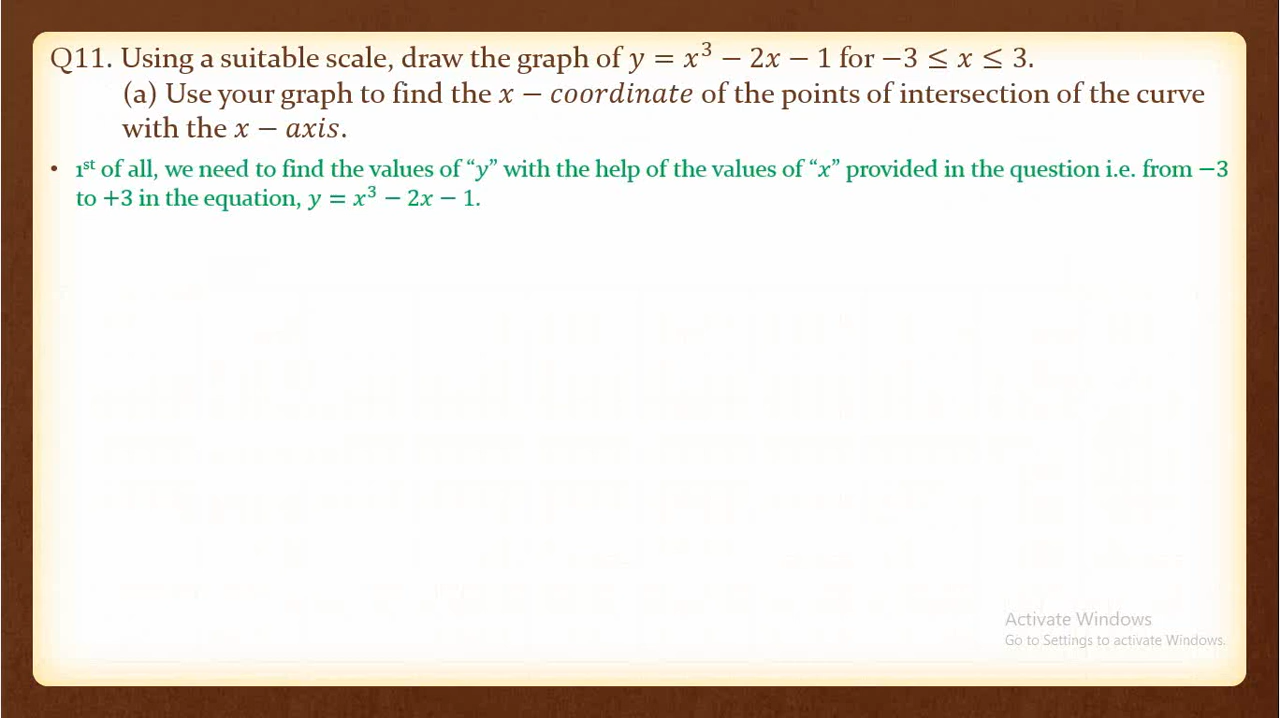 Q11. Using a suitable scale, draw the graph of y = x³ − 2x − 1 for −3 ≤ x ≤ 3.
(a) Use your graph to find the x − coordinate of the points of intersection of the curve
with the x − axis.
• 1st of all, we need to find the values of “y” with the help of the values of “x” provided in the question i.e. from −3
to +3 in the equation, y = x³ − 2x − 1.
Activate Windows
Go to Settings to activate Windows.